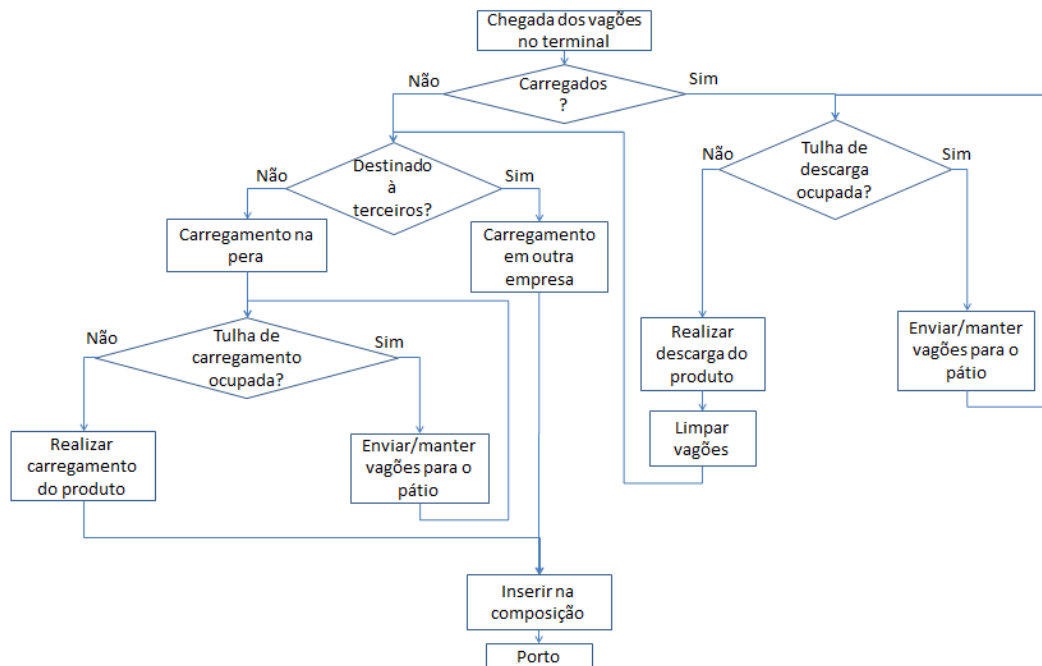 Chegada dos vagões
no terminal
Não
Carregados
?
Sim
Não
Destinado
à
terceiros?
Sim
Não
Tulha de
descarga
ocupada?
Sim
Carregamento na
pera
Carregamento
em outra
empresa
Não
Tulha de
carregamento
ocupada?
Sim
Realizar
descarga do
produto
Enviar/manter
vagões para o
pátio
Limpar
vagões
Realizar
carregamento
do produto
Enviar/manter
vagões para o
pátio
Inserir na
composição
Porto